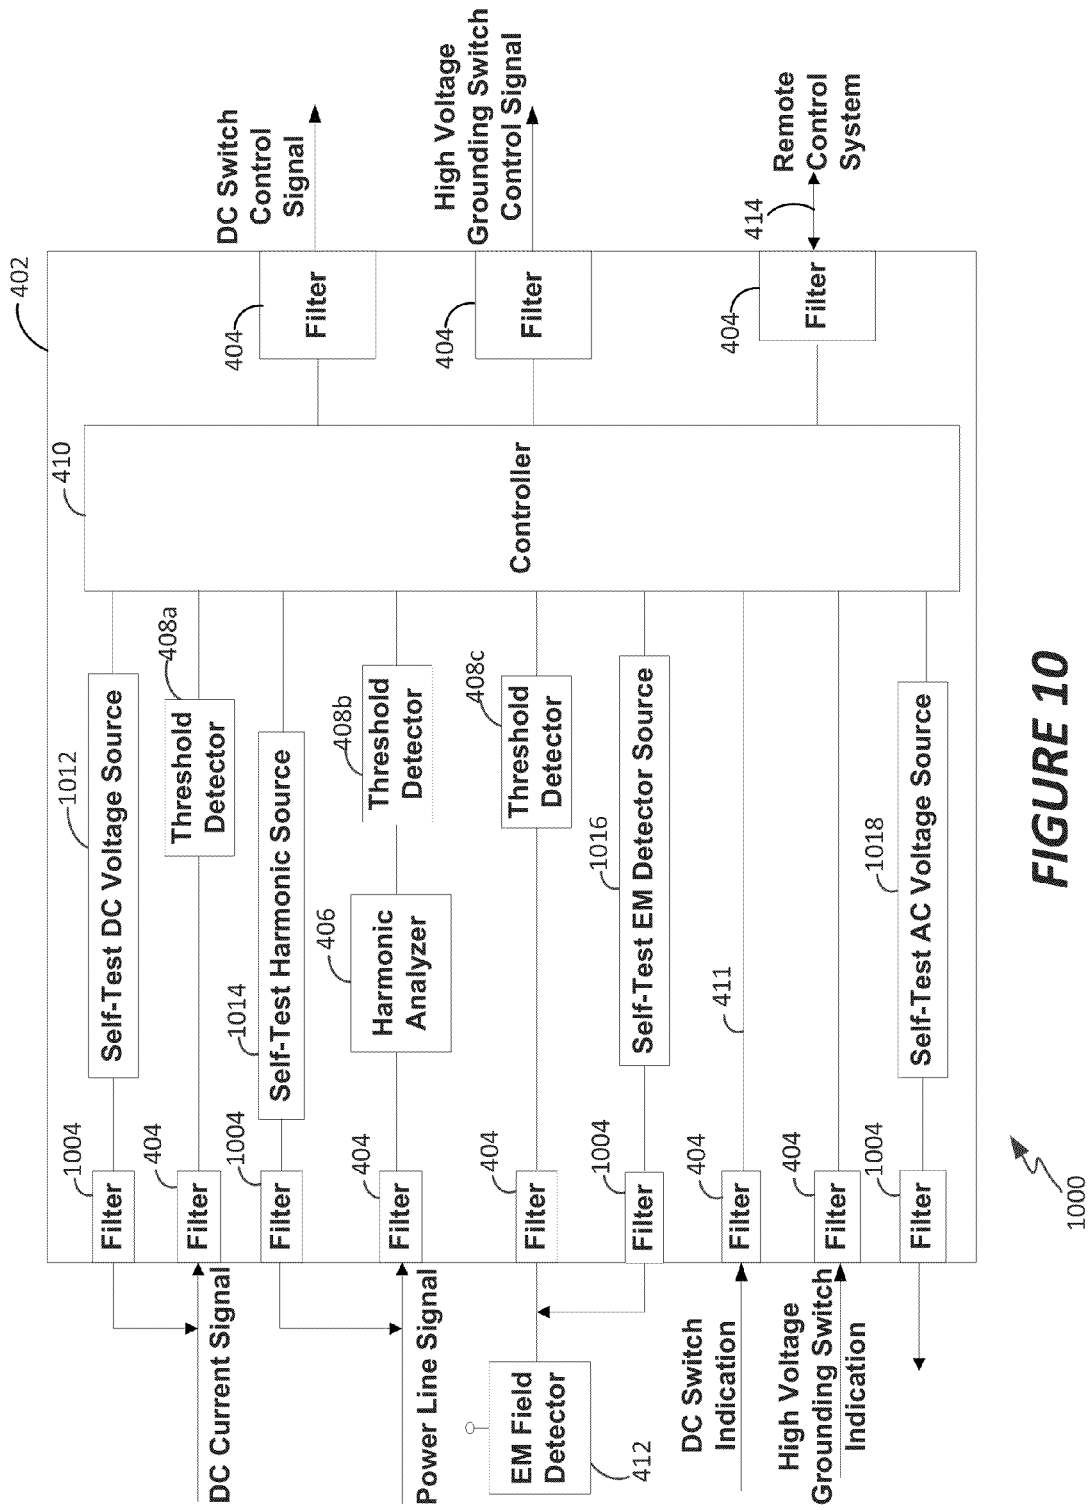 402
DC Switch
Control
Signal
404
Filter
High Voltage
Grounding Switch
Control Signal
404
Filter
Remote
Control
System
414
404
Filter
410
Controller
1012
Self-Test DC Voltage Source
1004
Filter
408a
Threshold
Detector
404
Filter
DC Current Signal
1014
Self-Test Harmonic Source
1004
Filter
408b
Threshold
Detector
406
Harmonic
Analyzer
404
Filter
Power Line Signal
408c
Threshold
Detector
404
Filter
EM Field
Detector
412
1016
Self-Test EM Detector Source
1004
Filter
411
404
Filter
DC Switch
Indication
404
Filter
High Voltage
Grounding Switch
Indication
1018
Self-Test AC Voltage Source
1004
Filter
1000
FIGURE 10